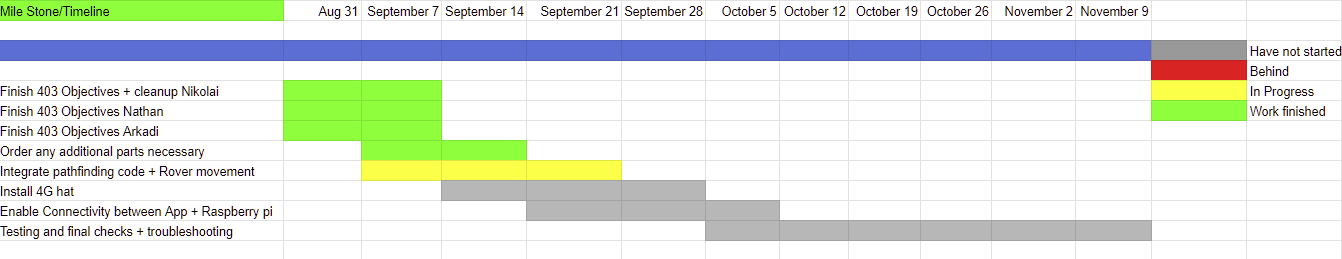 Mile Stone/Timeline Aug 31 September 7 September 14 September 21 September 28 October 5 October 12 October 19 October 26 November 2 November 9
Have not started
Behind
Finish 403 Objectives + cleanup Nikolai In Progress
Finish 403 Objectives Nathan Work finished
Finish 403 Objectives Arkadi
Order any additional parts necessary
Integrate pathfinding code + Rover movement
Install 4G hat
Enable Connectivity between App + Raspberry pi
Testing and final checks + troubleshooting